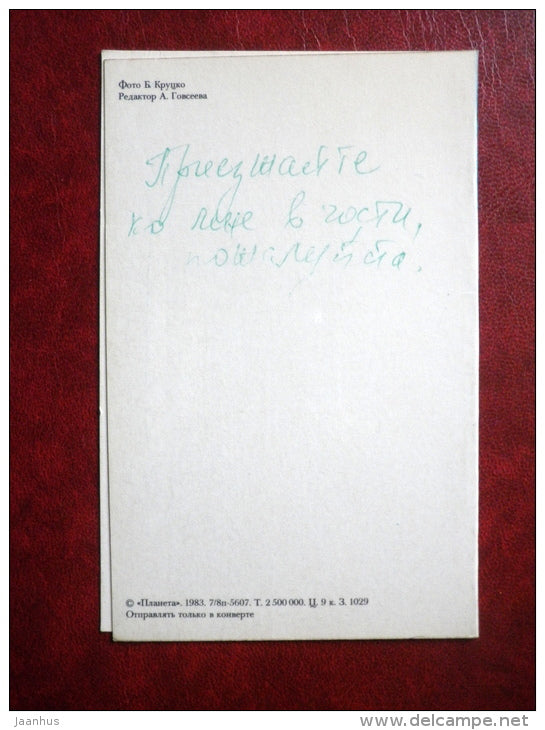 Фото Б. Круцко
Редактор А. Говсеева
Приезжайте
ко мне в гости,
пожалуйста.
© «Планета». 1983. 7/8п-5607. Т. 2 500 000. Ц. 9 к. З. 1029
Отправлять только в конверте
jaanhus
www.delcampe.net